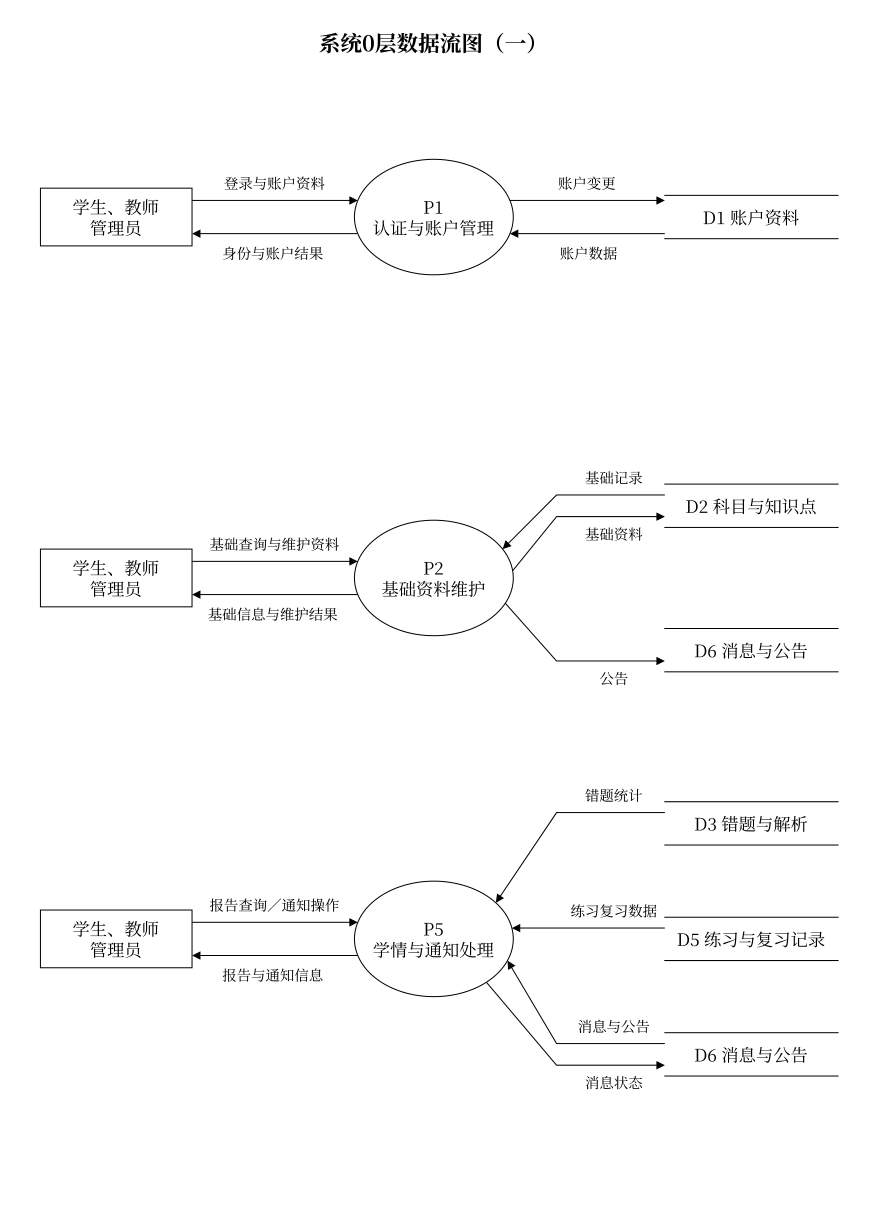 系统0层数据流图（一）
登录与账户资料
账户变更
学生、教师
管理员
P1
认证与账户管理
D1 账户资料
身份与账户结果
账户数据
基础记录
D2 科目与知识点
基础资料
基础查询与维护资料
学生、教师
管理员
P2
基础资料维护
基础信息与维护结果
D6 消息与公告
公告
错题统计
D3 错题与解析
报告查询／通知操作
练习复习数据
学生、教师
管理员
P5
学情与通知处理
D5 练习与复习记录
报告与通知信息
消息与公告
D6 消息与公告
消息状态